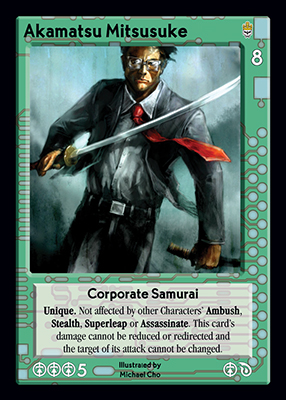 Akamatsu Mitsusuke
8
Corporate Samurai
Unique. Not affected by other Characters' Ambush,
Stealth, Superleap or Assassinate. This card's
damage cannot be reduced or redirected and
the target of its attack cannot be changed.
5
Illustrated by
Michael Cho